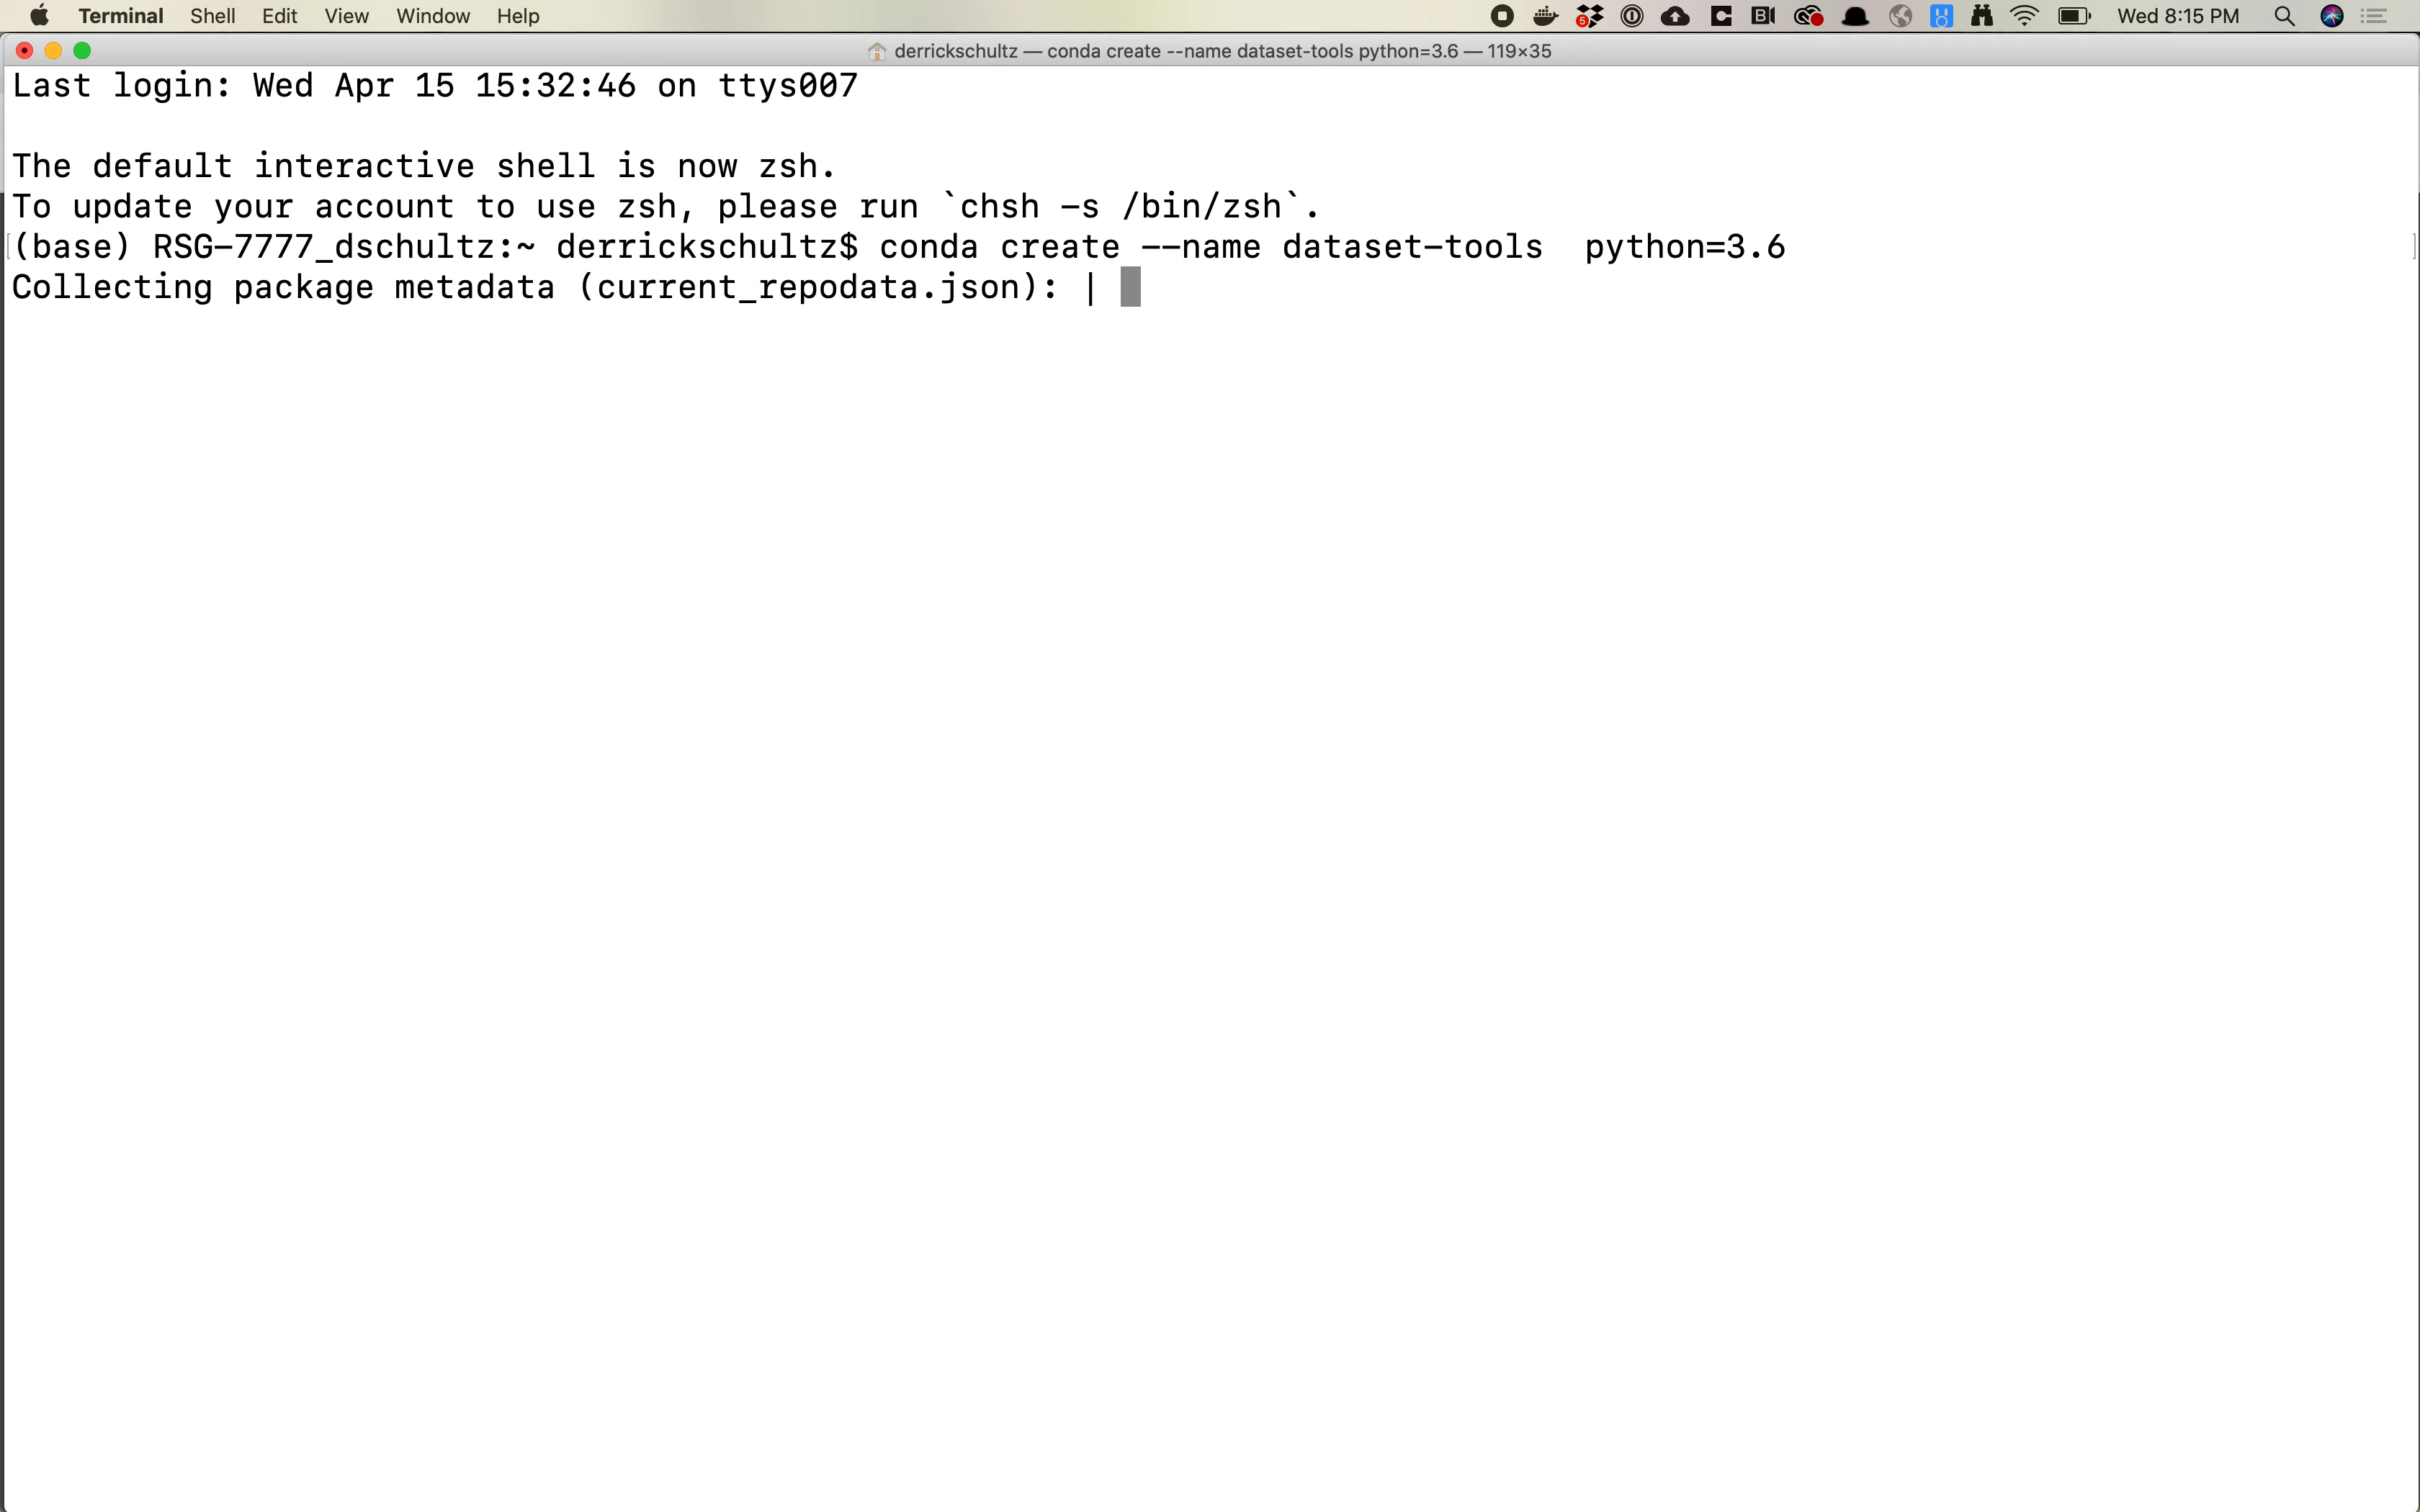 Terminal Shell Edit View Window Help Wed 8:15 PM
derrickschultz — conda create --name dataset-tools python=3.6 — 119×35
Last login: Wed Apr 15 15:32:46 on ttys007
The default interactive shell is now zsh.
To update your account to use zsh, please run `chsh -s /bin/zsh`.
(base) RSG-7777_dschultz:~ derrickschultz$ conda create --name dataset-tools  python=3.6
Collecting package metadata (current_repodata.json): |